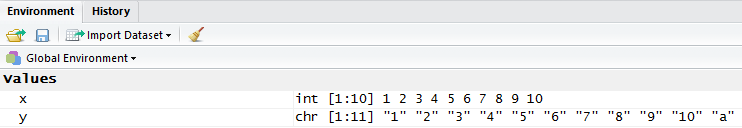 Environment History
Import Dataset
Global Environment
Values
x int [1:10] 1 2 3 4 5 6 7 8 9 10
y chr [1:11] "1" "2" "3" "4" "5" "6" "7" "8" "9" "10" "a"